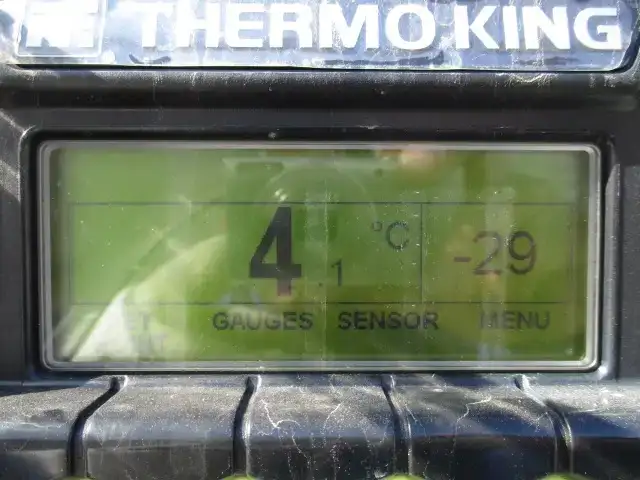 THERMO KING
4.1 °C -29
GAUGES SENSOR MENU